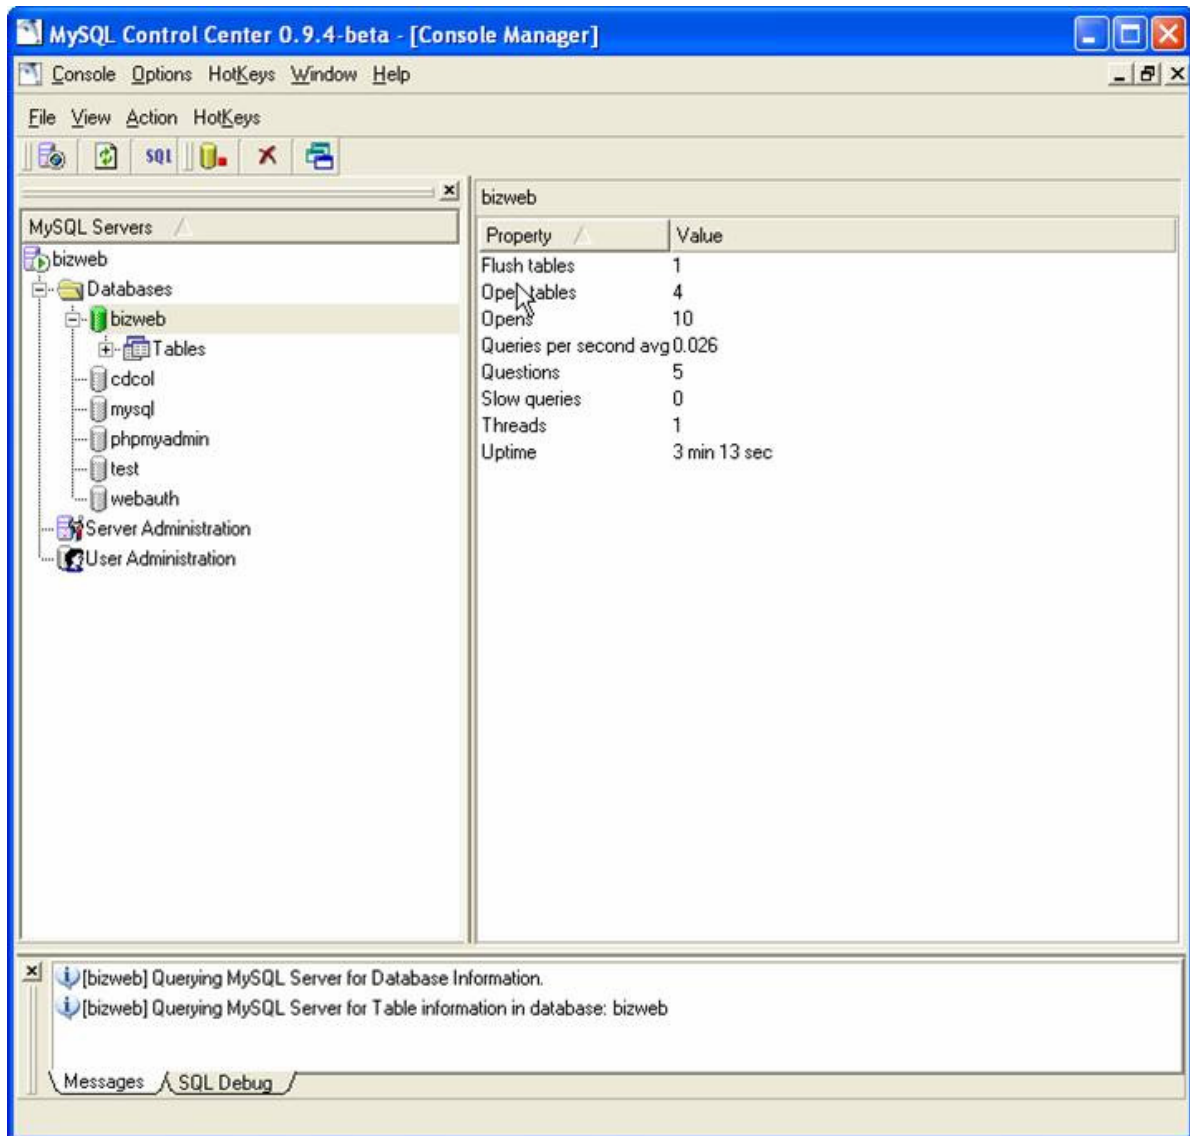 MySQL Control Center 0.9.4-beta - [Console Manager]
Console Options HotKeys Window Help
File View Action HotKeys
SQL
MySQL Servers
bizweb
Databases
bizweb
Tables
cdcol
mysql
phpmyadmin
test
webauth
Server Administration
User Administration
bizweb
Property Value
Flush tables 1
Open tables 4
Opens 10
Queries per second avg 0.026
Questions 5
Slow queries 0
Threads 1
Uptime 3 min 13 sec
[bizweb] Querying MySQL Server for Database Information.
[bizweb] Querying MySQL Server for Table information in database: bizweb
Messages SQL Debug